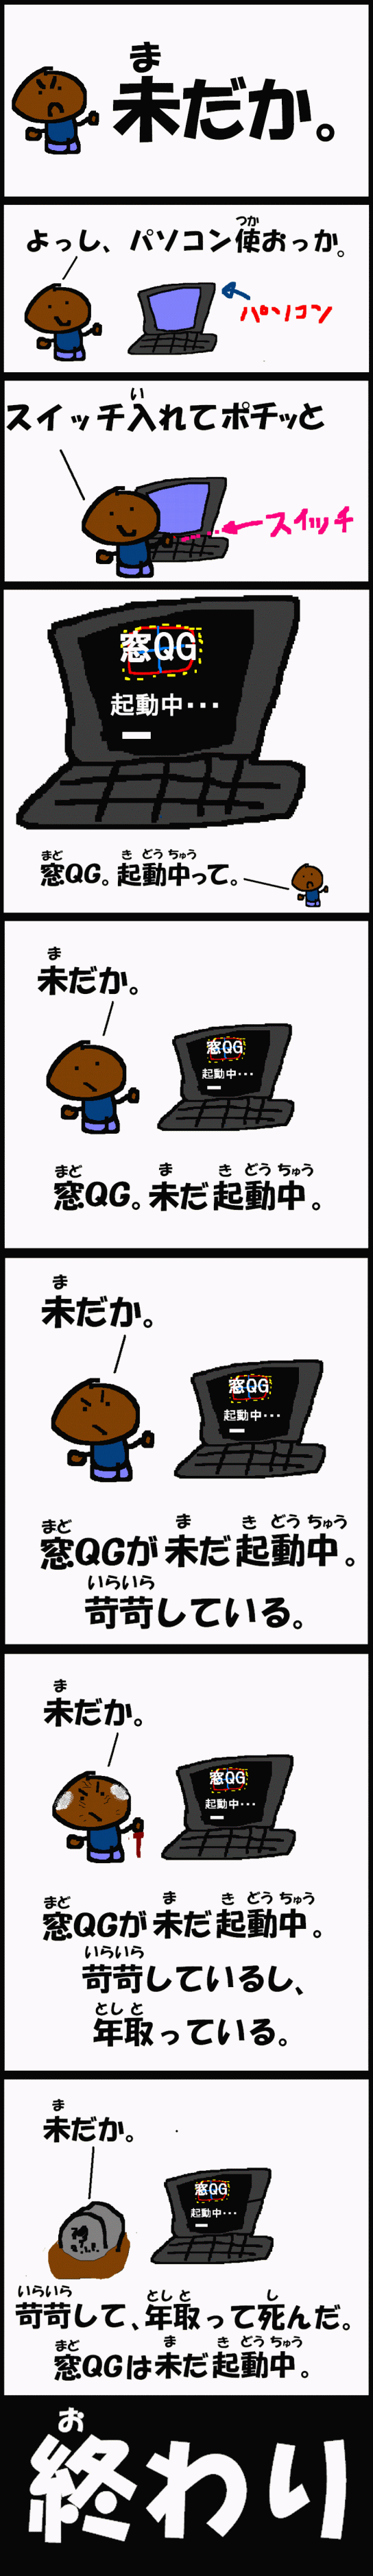 ま
未だか。
つか
よっし、パソコン使おっか。
パソコン
い
スイッチ入れてポチッと
スイッチ
窓QG
起動中・・・
まど き どう ちゅう
窓QG。起動中って。
ま
未だか。
窓QG
起動中・・・
まど ま き どう ちゅう
窓QG。未だ起動中。
ま
未だか。
窓QG
起動中・・・
まど ま き どう ちゅう
窓QGが未だ起動中。
いらいら
苛苛している。
ま
未だか。
窓QG
起動中・・・
まど ま き どう ちゅう
窓QGが未だ起動中。
いらいら
苛苛しているし、
とし と
年取っている。
ま
未だか。
窓QG
起動中・・・
いらいら とし と し
苛苛して、年取って死んだ。
まど ま き どう ちゅう
窓QGは未だ起動中。
お
終わり